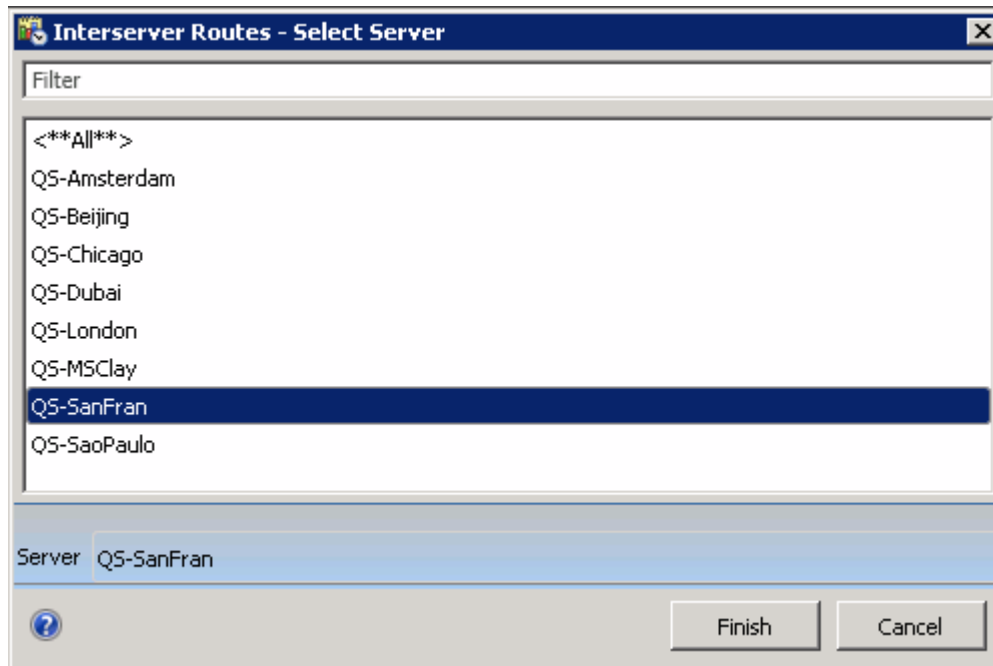 Interserver Routes - Select Server
Filter
<**All**>
QS-Amsterdam
QS-Beijing
QS-Chicago
QS-Dubai
QS-London
QS-MSClay
QS-SanFran
QS-SaoPaulo
Server QS-SanFran
Finish Cancel